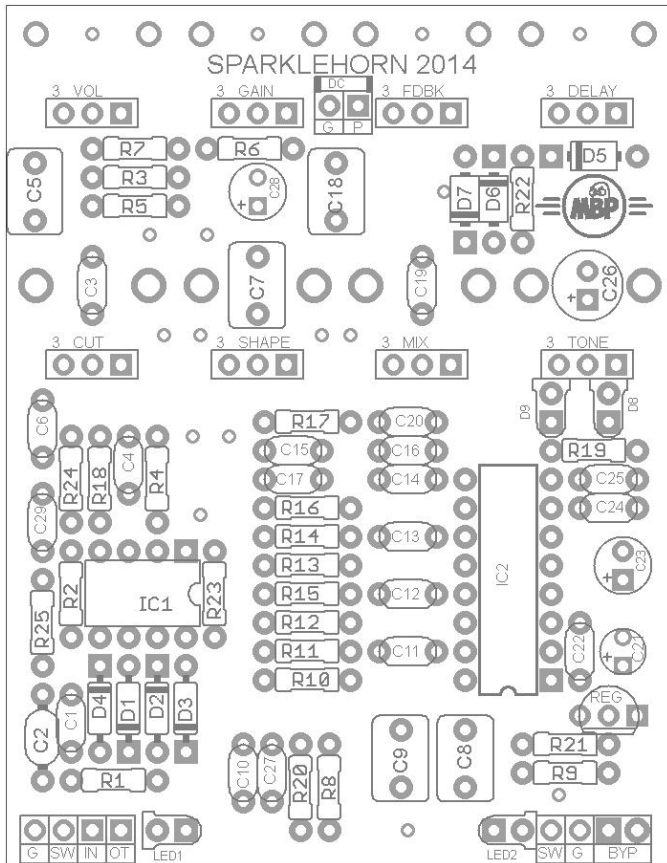 SPARKLEHORN 2014
DC
3 VOL
3 GAIN
G P
3 FDBK
3 DELAY
R7
R6
D5
C5
R3
C28
+
C18
D7
D6
R22
MBP
R5
C3
C7
C19
C26
+
3 CUT
3 SHAPE
3 MIX
3 TONE
D9
D8
C6
R17
C20
R24
R18
C4
R4
C15
C16
R19
C17
C14
C25
C29
R16
C24
R14
C13
IC2
C23
+
R13
R2
IC1
R23
R15
C12
R25
R12
C22
C21
+
R11
C11
R10
D4
D1
D2
D3
REG
C2
C1
C9
C8
R21
R1
C10
C27
R20
R8
R9
G SW IN OT
LED1
LED2
SW G BYP